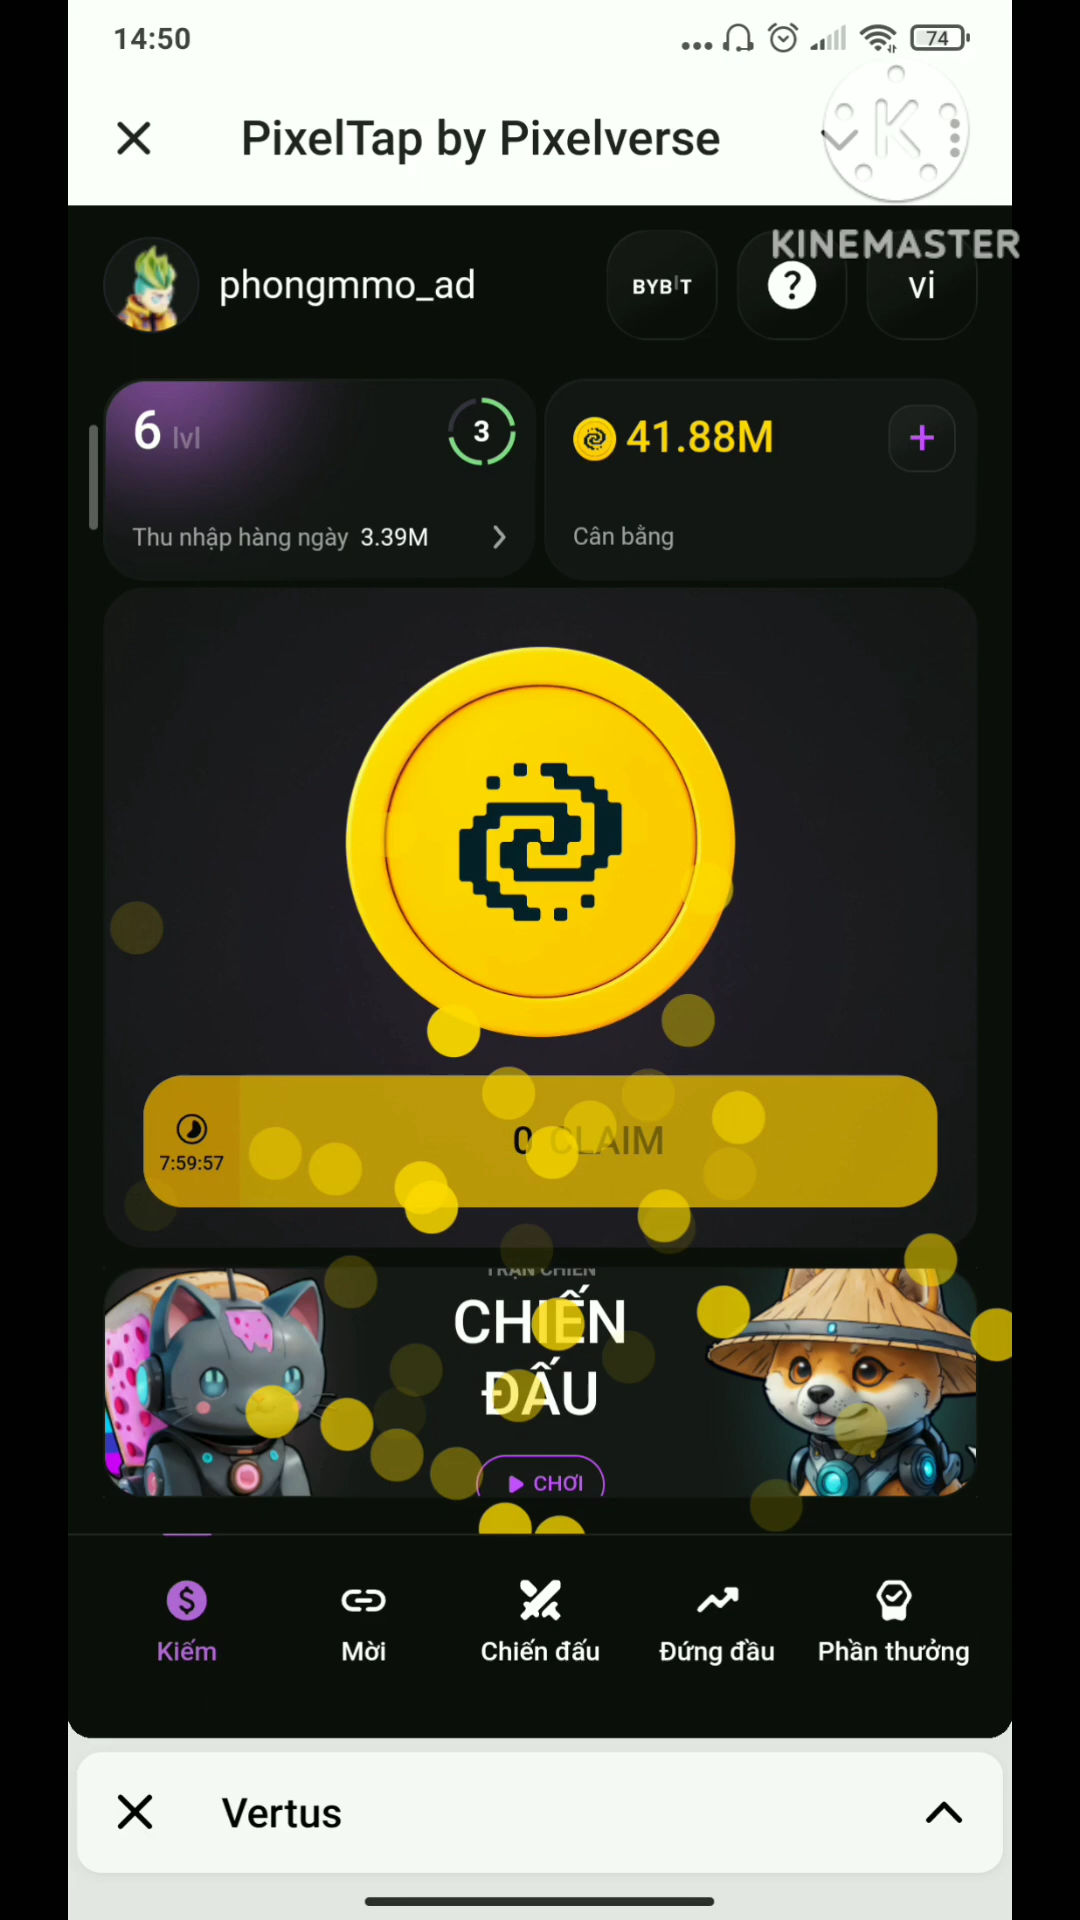 14:50
74
PixelTap by Pixelverse
K
KINEMASTER
phongmmo_ad
BYBIT
?
vi
6 lvl
3
41.88M
+
Thu nhập hàng ngày 3.39M
Cân bằng
0 CLAIM
7:59:57
TRẬN CHIẾN
CHIẾN
ĐẤU
CHƠI
Kiếm
Mời
Chiến đấu
Đứng đầu
Phần thưởng
Vertus